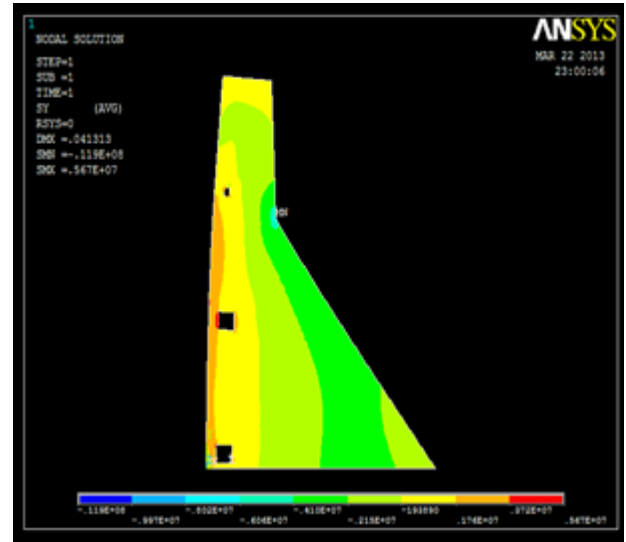 1
NODAL SOLUTION
STEP=1
SUB =1
TIME=1
SY (AVG)
RSYS=0
DMX =.041313
SMN =-.119E+08
SMX =.567E+07
ANSYS
MAR 22 2013
23:00:06
MN
-.119E+08 -.802E+07 -.410E+07 -193890 .372E+07
-.997E+07 -.606E+07 -.215E+07 .176E+07 .567E+07